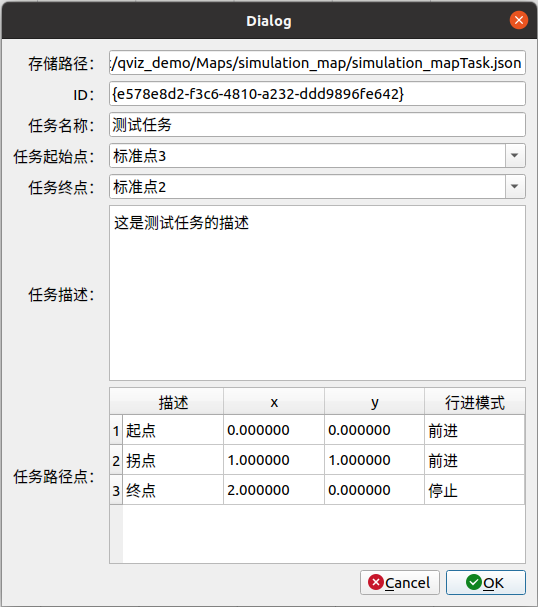 Dialog
存储路径： :/qviz_demo/Maps/simulation_map/simulation_mapTask.json
ID： {e578e8d2-f3c6-4810-a232-ddd9896fe642}
任务名称： 测试任务
任务起始点： 标准点3
任务终点： 标准点2
任务描述： 这是测试任务的描述
任务路径点：
描述 x y 行进模式
1 起点 0.000000 0.000000 前进
2 拐点 1.000000 1.000000 前进
3 终点 2.000000 0.000000 停止
Cancel OK